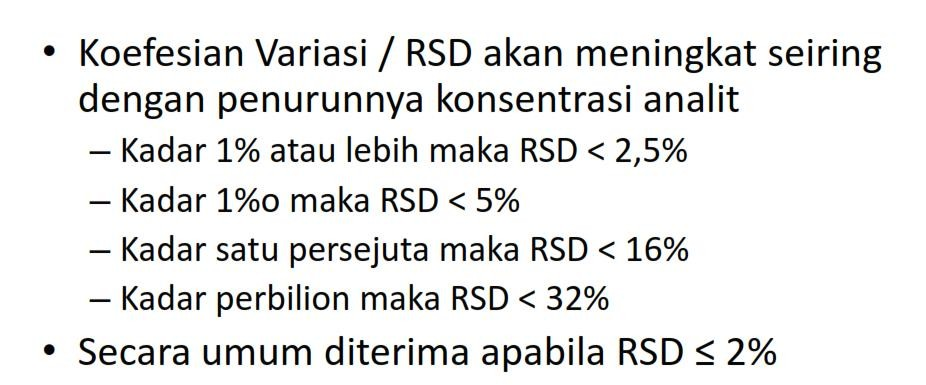 • Koefesian Variasi / RSD akan meningkat seiring
dengan penurunnya konsentrasi analit
– Kadar 1% atau lebih maka RSD < 2,5%
– Kadar 1%o maka RSD < 5%
– Kadar satu persejuta maka RSD < 16%
– Kadar perbilion maka RSD < 32%
• Secara umum diterima apabila RSD ≤ 2%